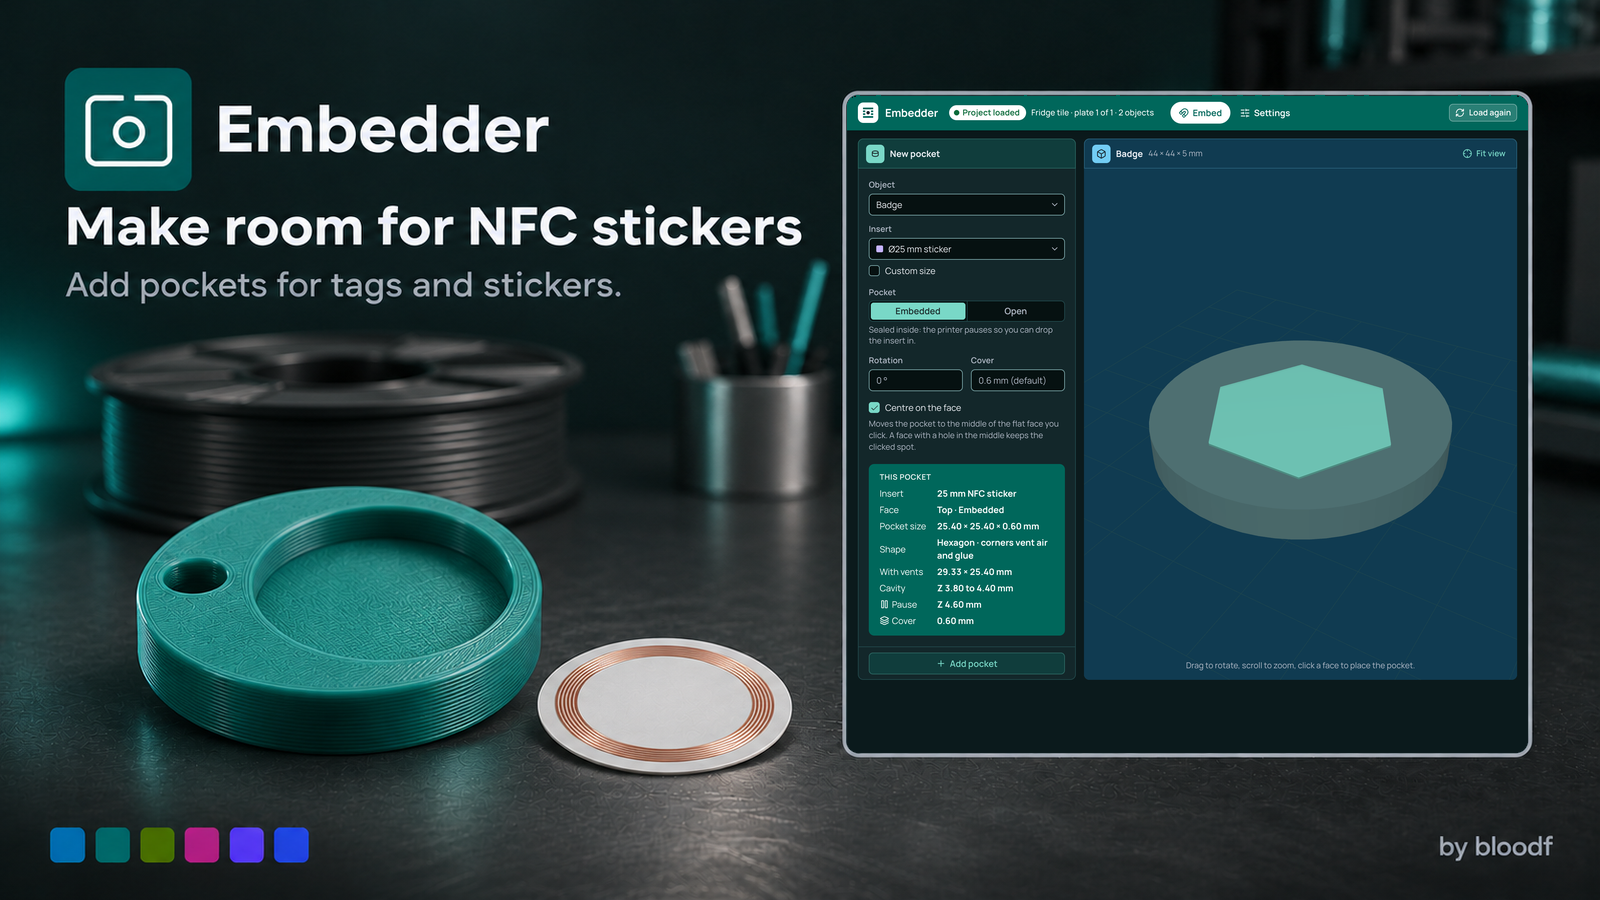 Embedder
Make room for NFC stickers
Add pockets for tags and stickers.
Embedder
Project loaded
Fridge tile · plate 1 of 1 · 2 objects
Embed
Settings
Load again
New pocket
Object
Badge
Insert
Ø25 mm sticker
Custom size
Pocket
Embedded
Open
Sealed inside: the printer pauses so you can drop
the insert in.
Rotation
Cover
0 °
0.6 mm (default)
Centre on the face
Moves the pocket to the middle of the flat face you
click. A face with a hole in the middle keeps the
clicked spot.
THIS POCKET
Insert 25 mm NFC sticker
Face Top · Embedded
Pocket size 25.40 × 25.40 × 0.60 mm
Shape Hexagon · corners vent air
and glue
With vents 29.33 × 25.40 mm
Cavity Z 3.80 to 4.40 mm
Pause Z 4.60 mm
Cover 0.60 mm
+ Add pocket
Badge 44 × 44 × 5 mm
Fit view
Drag to rotate, scroll to zoom, click a face to place the pocket.
by bloodf